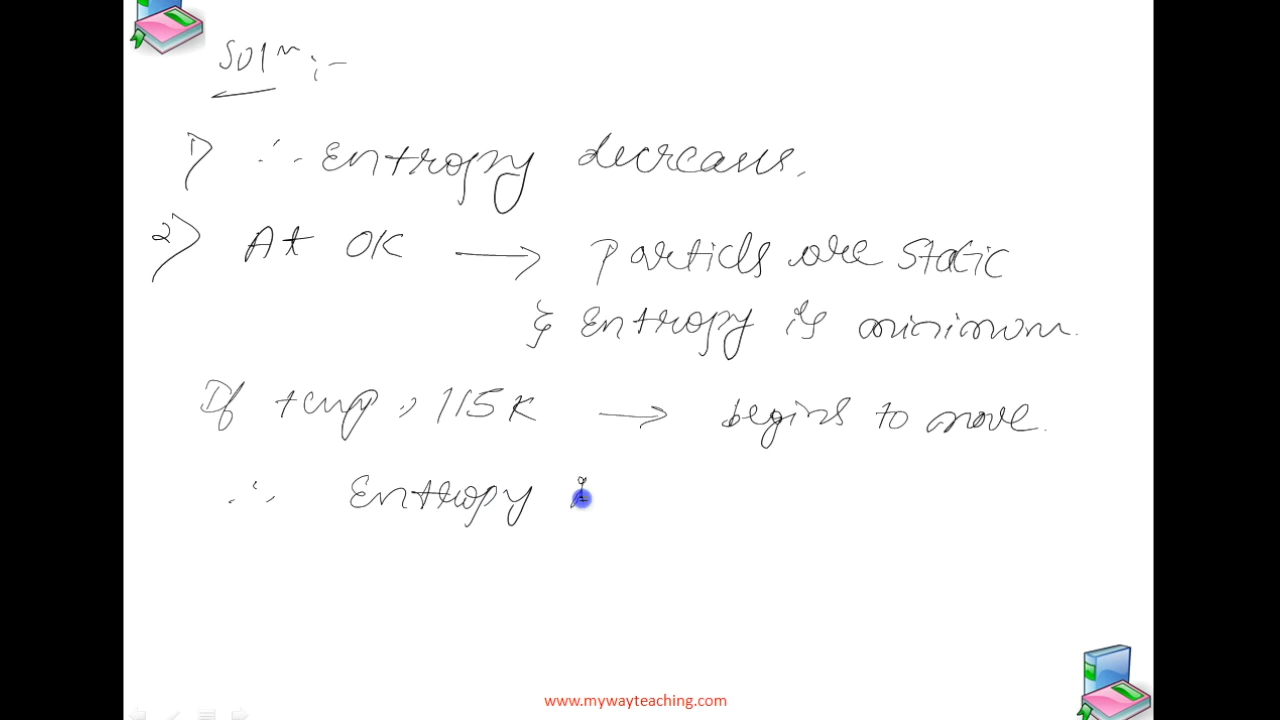 Soln :-
1) ∴ Entropy decreases.
2) At 0K → particls are static
& Entropy is minimum.
If temp , 115K → begins to move.
∴ Entropy i
www.mywayteaching.com